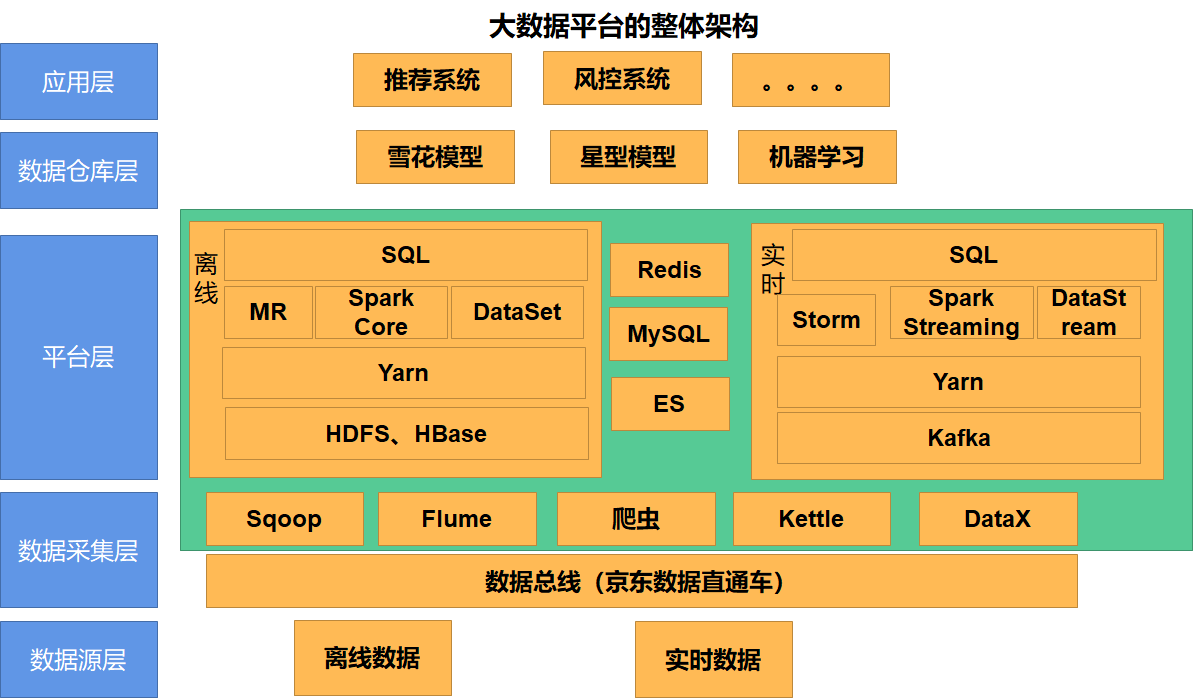 大数据平台的整体架构
应用层
推荐系统
风控系统
。。。。
数据仓库层
雪花模型
星型模型
机器学习
平台层
离
线
SQL
MR
Spark
Core
DataSet
Yarn
HDFS、HBase
Redis
MySQL
ES
实
时
SQL
Storm
Spark
Streaming
DataSt
ream
Yarn
Kafka
数据采集层
Sqoop
Flume
爬虫
Kettle
DataX
数据总线（京东数据直通车）
数据源层
离线数据
实时数据